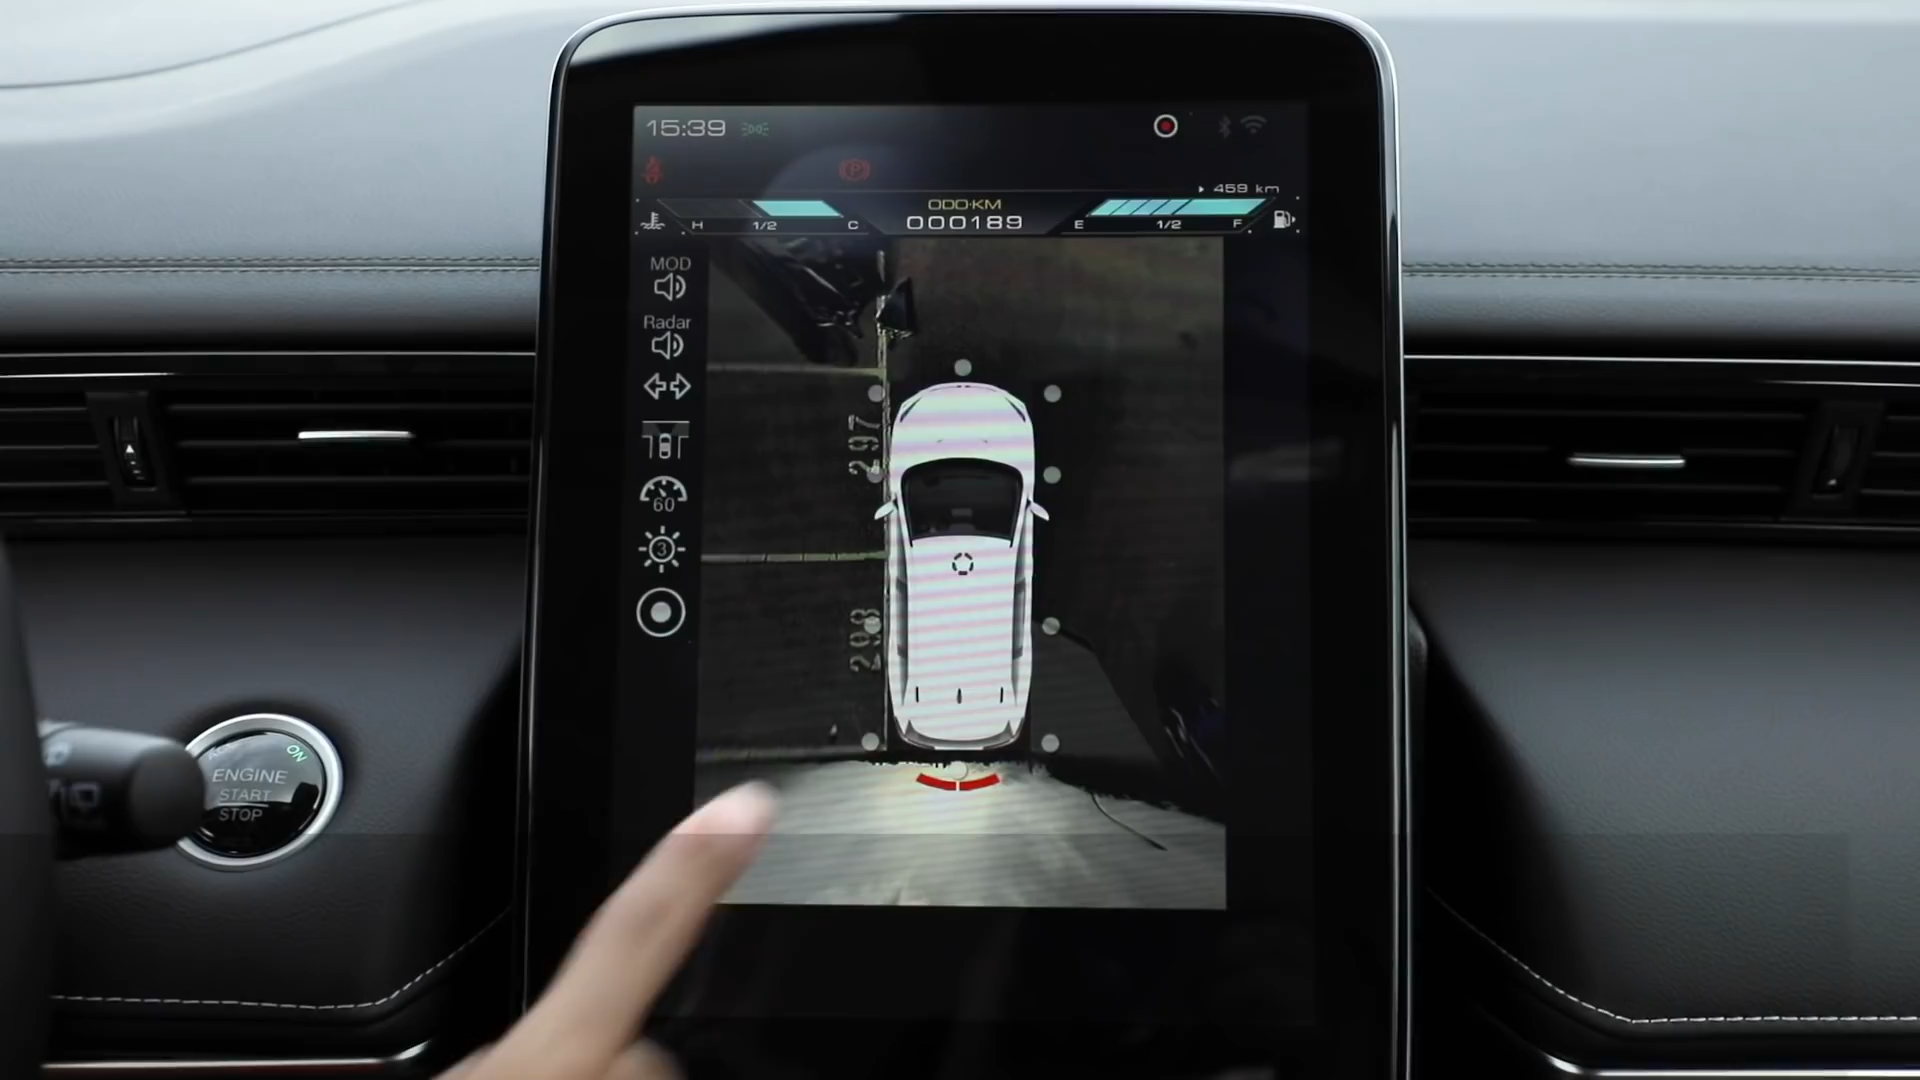 15:39
459 km
ODO·KM
000189
H 1/2 C
E 1/2 F
MOD
Radar
60
3
297
298
ON
ENGINE
START
STOP